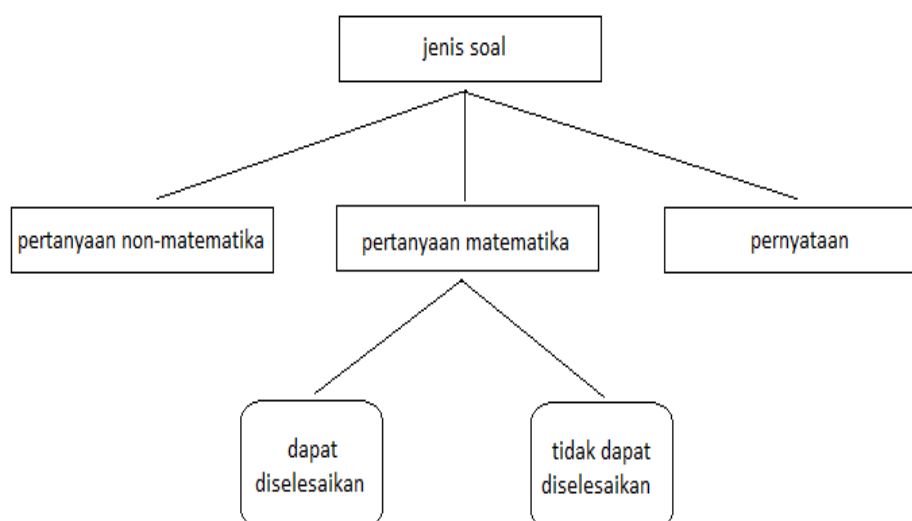 jenis soal
pertanyaan non-matematika
pertanyaan matematika
pernyataan
dapat
diselesaikan
tidak dapat
diselesaikan